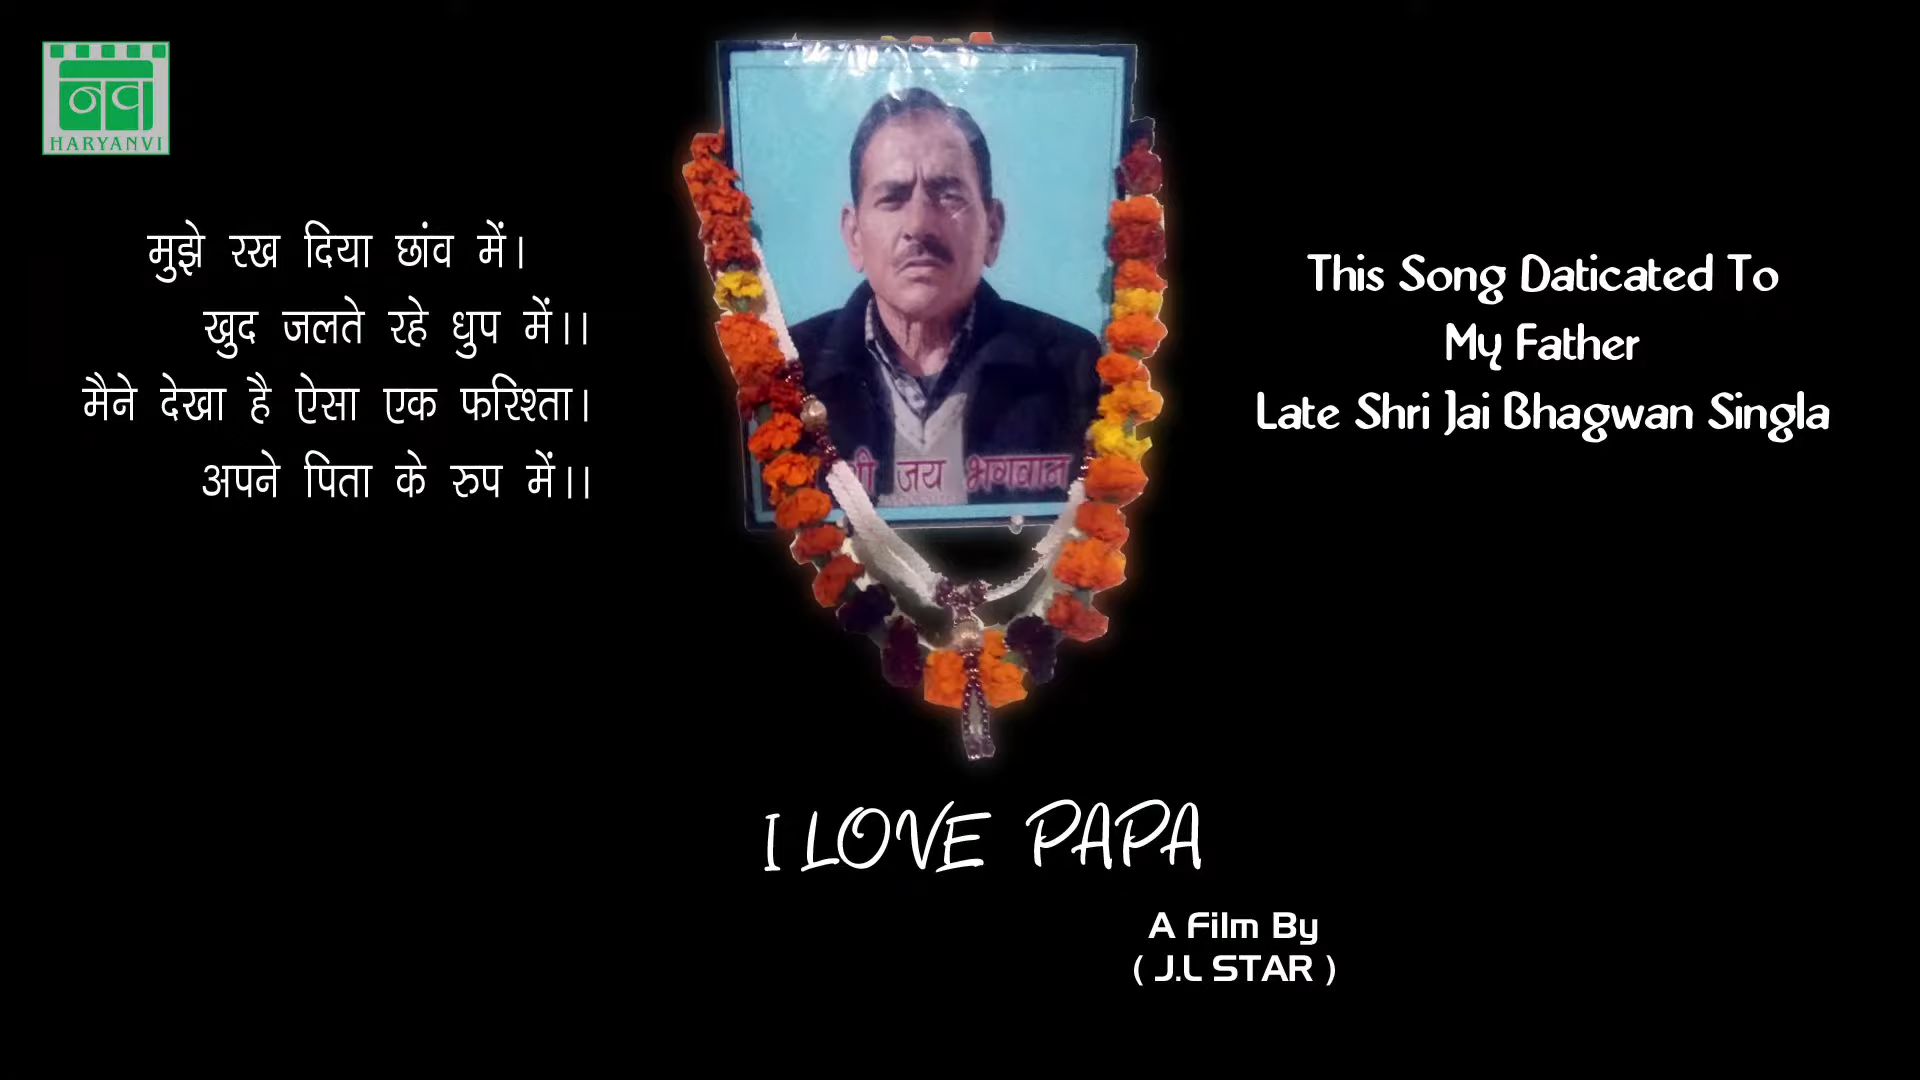 नव
HARYANVI
मुझे रख दिया छांव में।
खुद जलते रहे धुप में।।
मैने देखा है ऐसा एक फरिश्ता।
अपने पिता के रुप में।।
श्री जय भगवान
This Song Daticated To
My Father
Late Shri Jai Bhagwan Singla
I LOVE PAPA
A Film By
( J.L STAR )